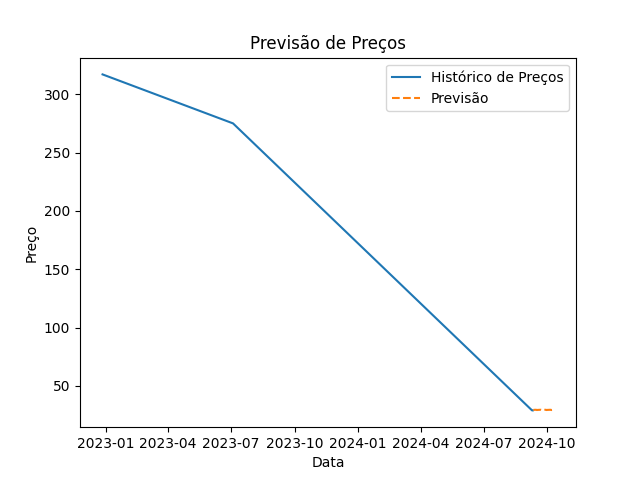 Previsão de Preços
Histórico de Preços
Previsão
Preço
300
250
200
150
100
50
2023-01 2023-04 2023-07 2023-10 2024-01 2024-04 2024-07 2024-10
Data